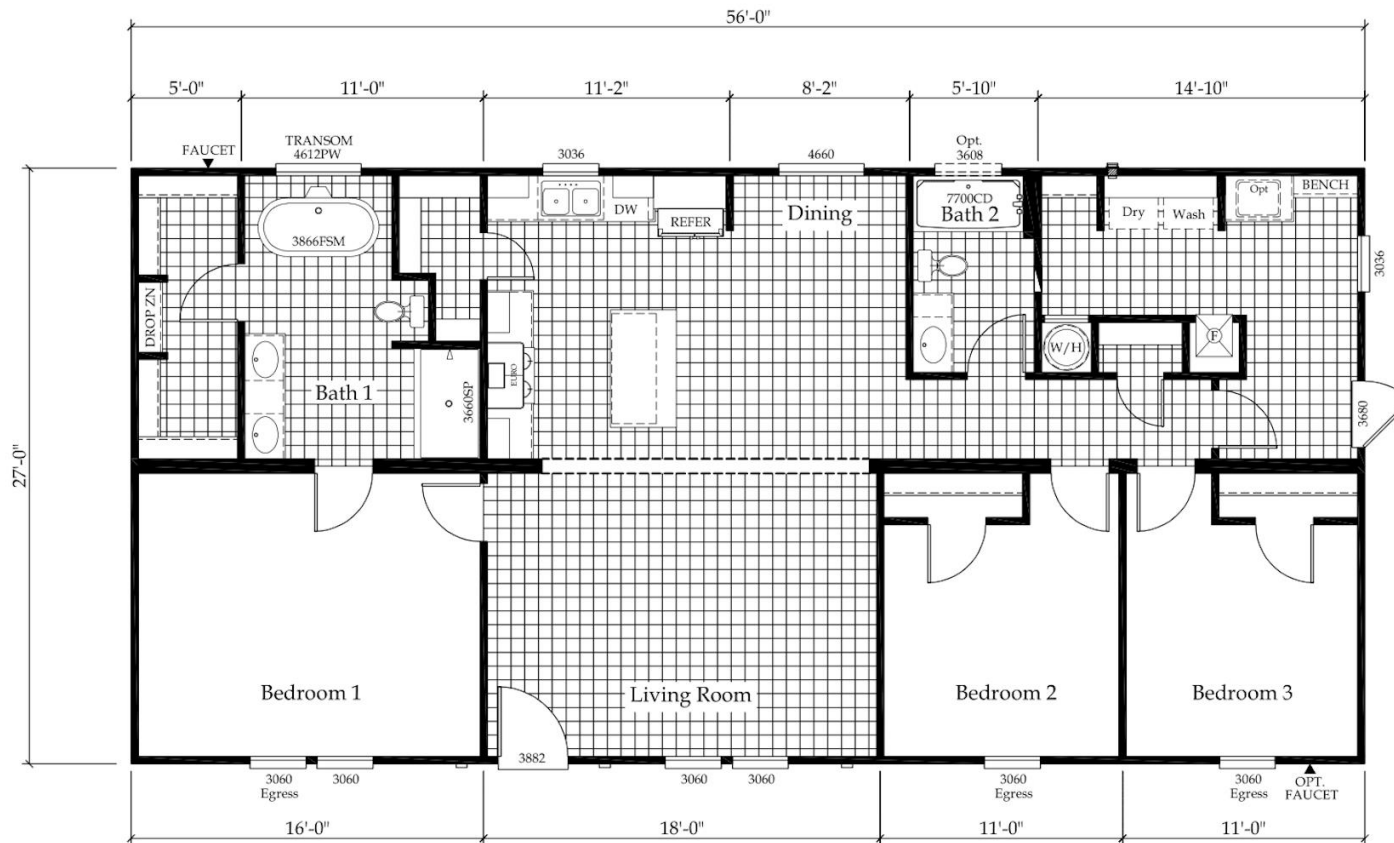 56'-0"
5'-0"
11'-0"
11'-2"
8'-2"
5'-10"
14'-10"
FAUCET
TRANSOM
4612PW
3036
4660
Opt.
3608
3866FSM
DW
REFER
Dining
7700CD
Bath 2
Dry
Wash
Opt
BENCH
3036
DROP ZN
Bath 1
3660SP
EURO
W/H
F
3680
27'-0"
Bedroom 1
Living Room
Bedroom 2
Bedroom 3
3060
Egress
3060
3882
3060
3060
3060
Egress
3060
Egress
OPT.
FAUCET
16'-0"
18'-0"
11'-0"
11'-0"